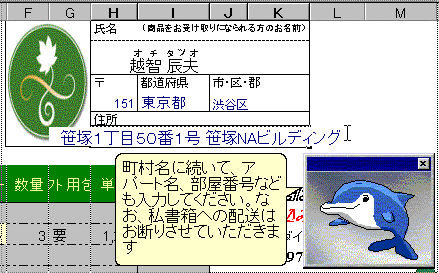 F G H I J K L M
氏名 (商品をお受け取りになられる方のお名前)
オチ タツオ
越智 辰夫
〒 都道府県 市・区・郡
151 東京都 渋谷区
住所
笹塚1丁目50番1号 笹塚NAビルディング
数量 ト用包 単
3 要 1,
町村名に続いて、ア
パート名、部屋番号など
も入力してください。な
お、私書箱への配送は
お断りさせていただきま
す